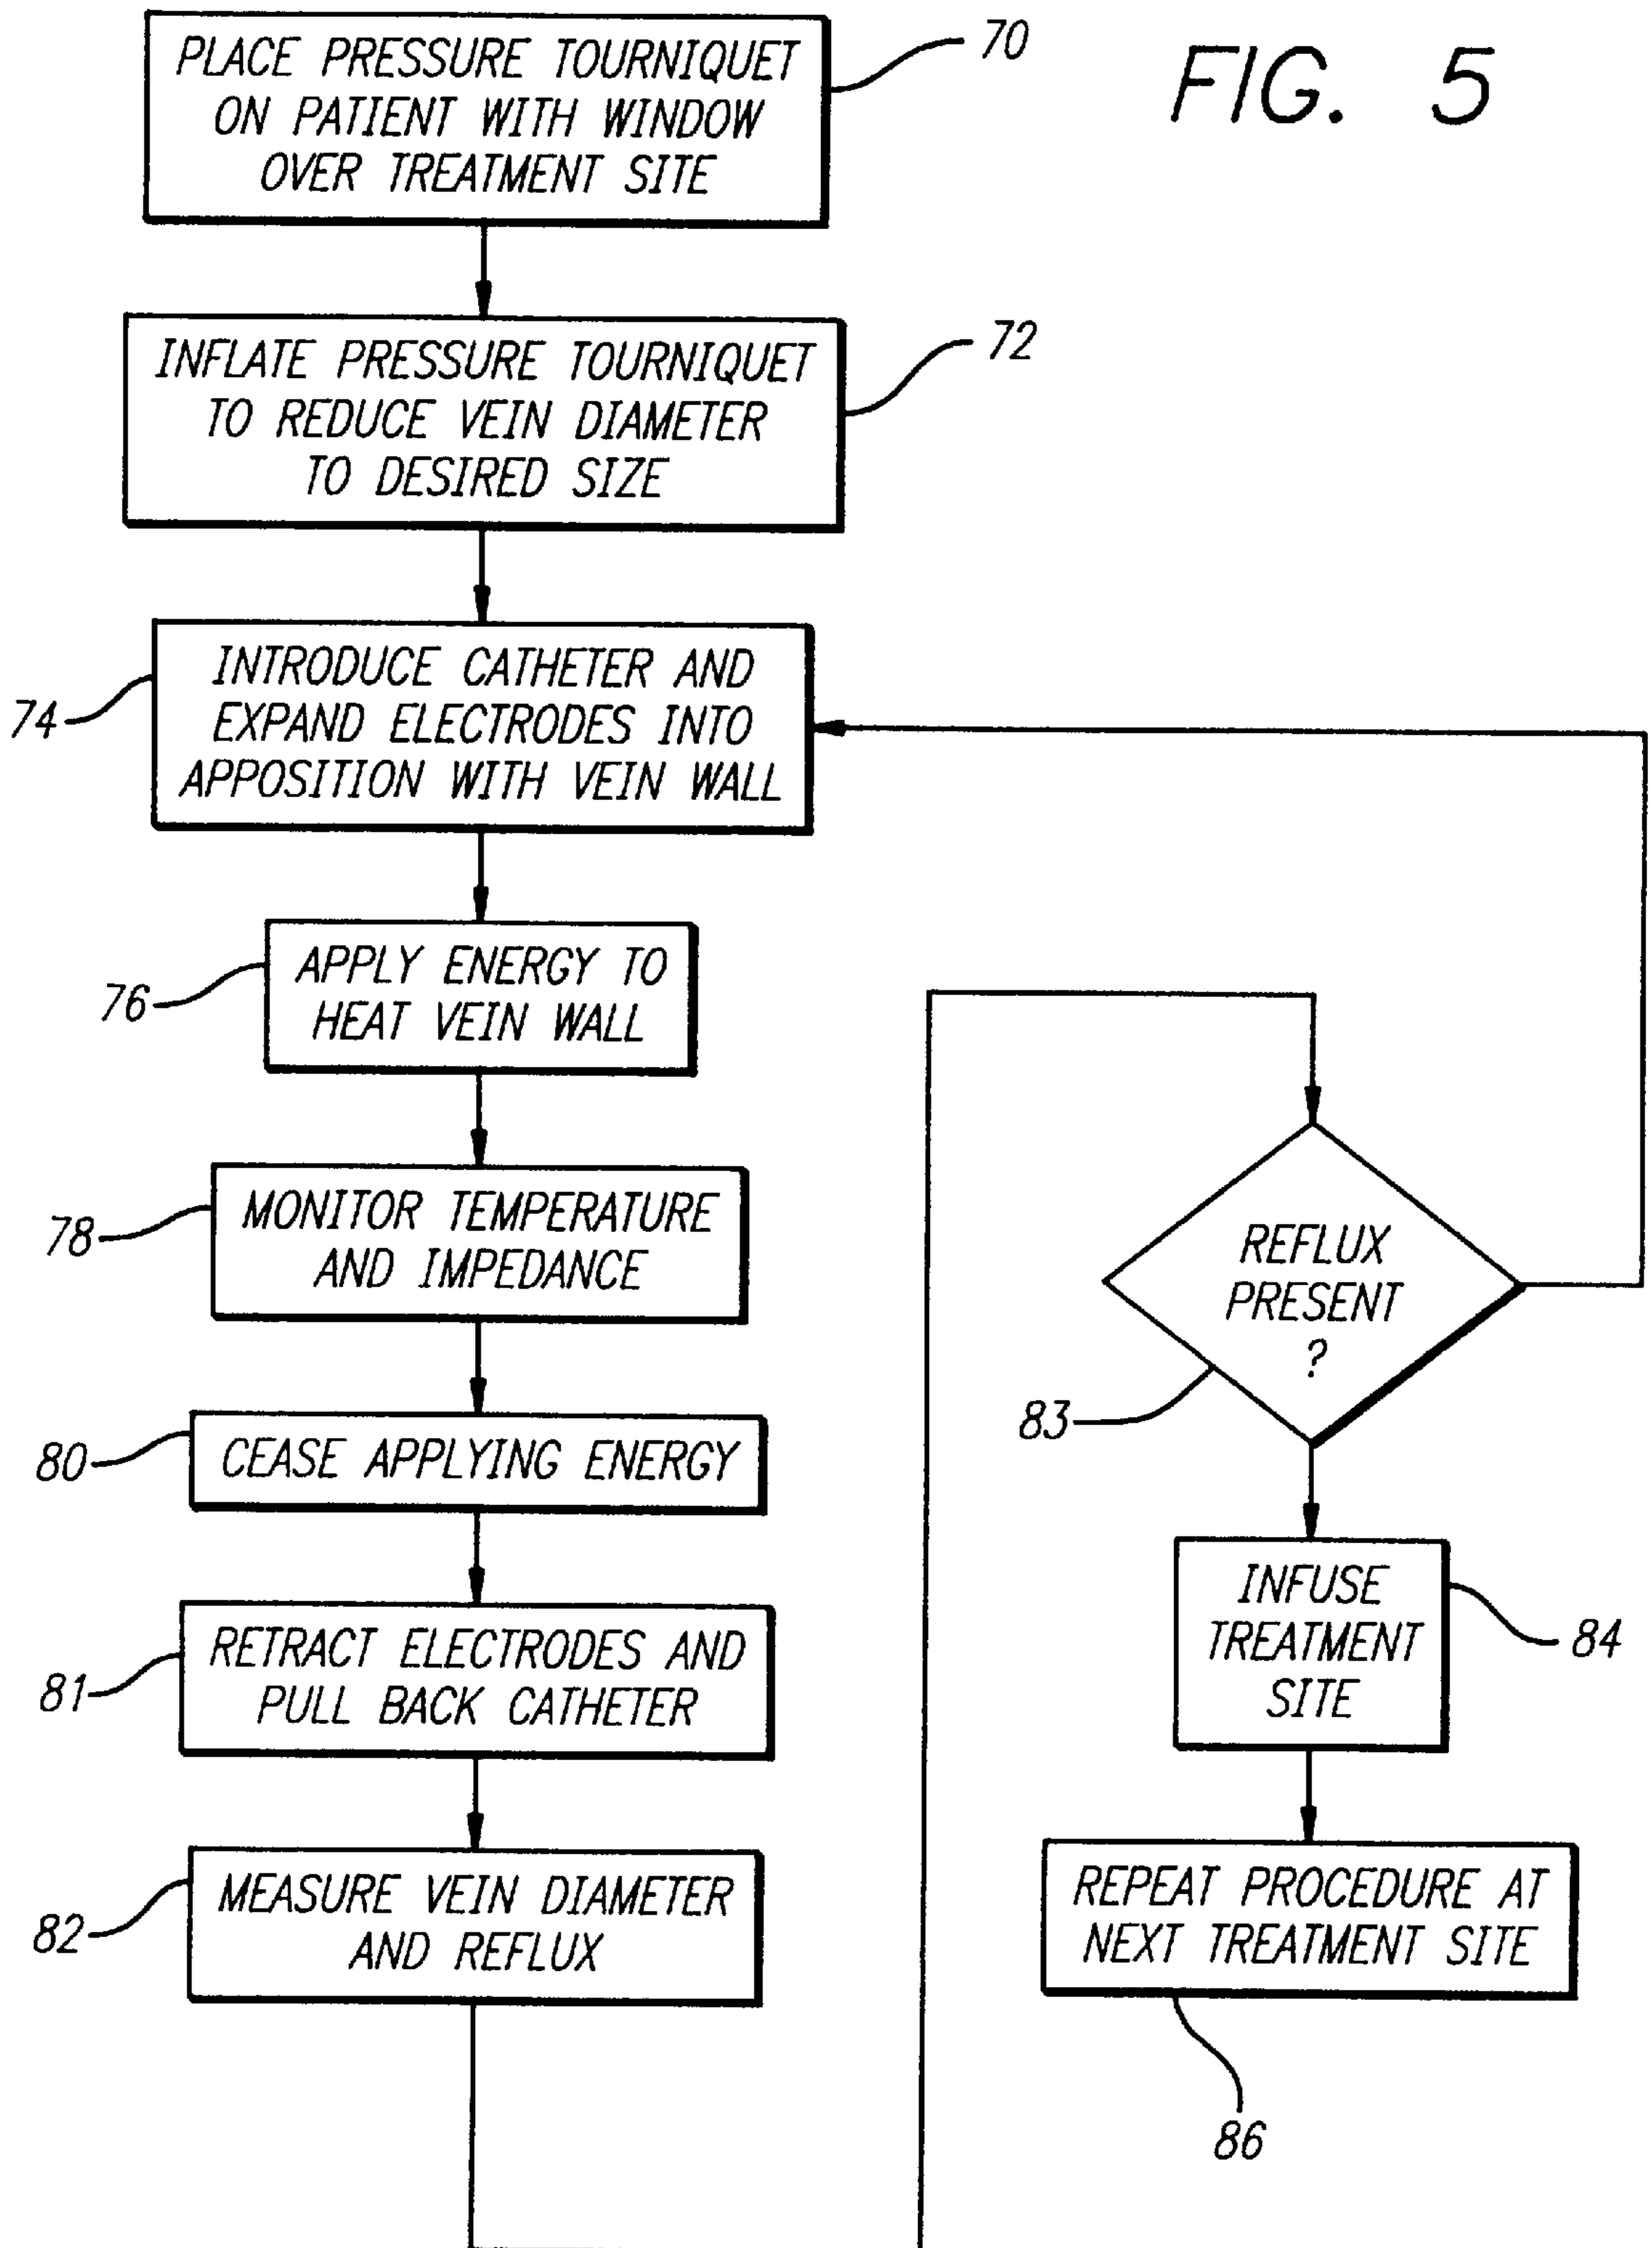 FIG. 5
PLACE PRESSURE TOURNIQUET
ON PATIENT WITH WINDOW
OVER TREATMENT SITE
70
INFLATE PRESSURE TOURNIQUET
TO REDUCE VEIN DIAMETER
TO DESIRED SIZE
72
INTRODUCE CATHETER AND
EXPAND ELECTRODES INTO
APPOSITION WITH VEIN WALL
74
APPLY ENERGY TO
HEAT VEIN WALL
76
MONITOR TEMPERATURE
AND IMPEDANCE
78
CEASE APPLYING ENERGY
80
RETRACT ELECTRODES AND
PULL BACK CATHETER
81
MEASURE VEIN DIAMETER
AND REFLUX
82
REFLUX
PRESENT
?
83
INFUSE
TREATMENT
SITE
84
REPEAT PROCEDURE AT
NEXT TREATMENT SITE
86